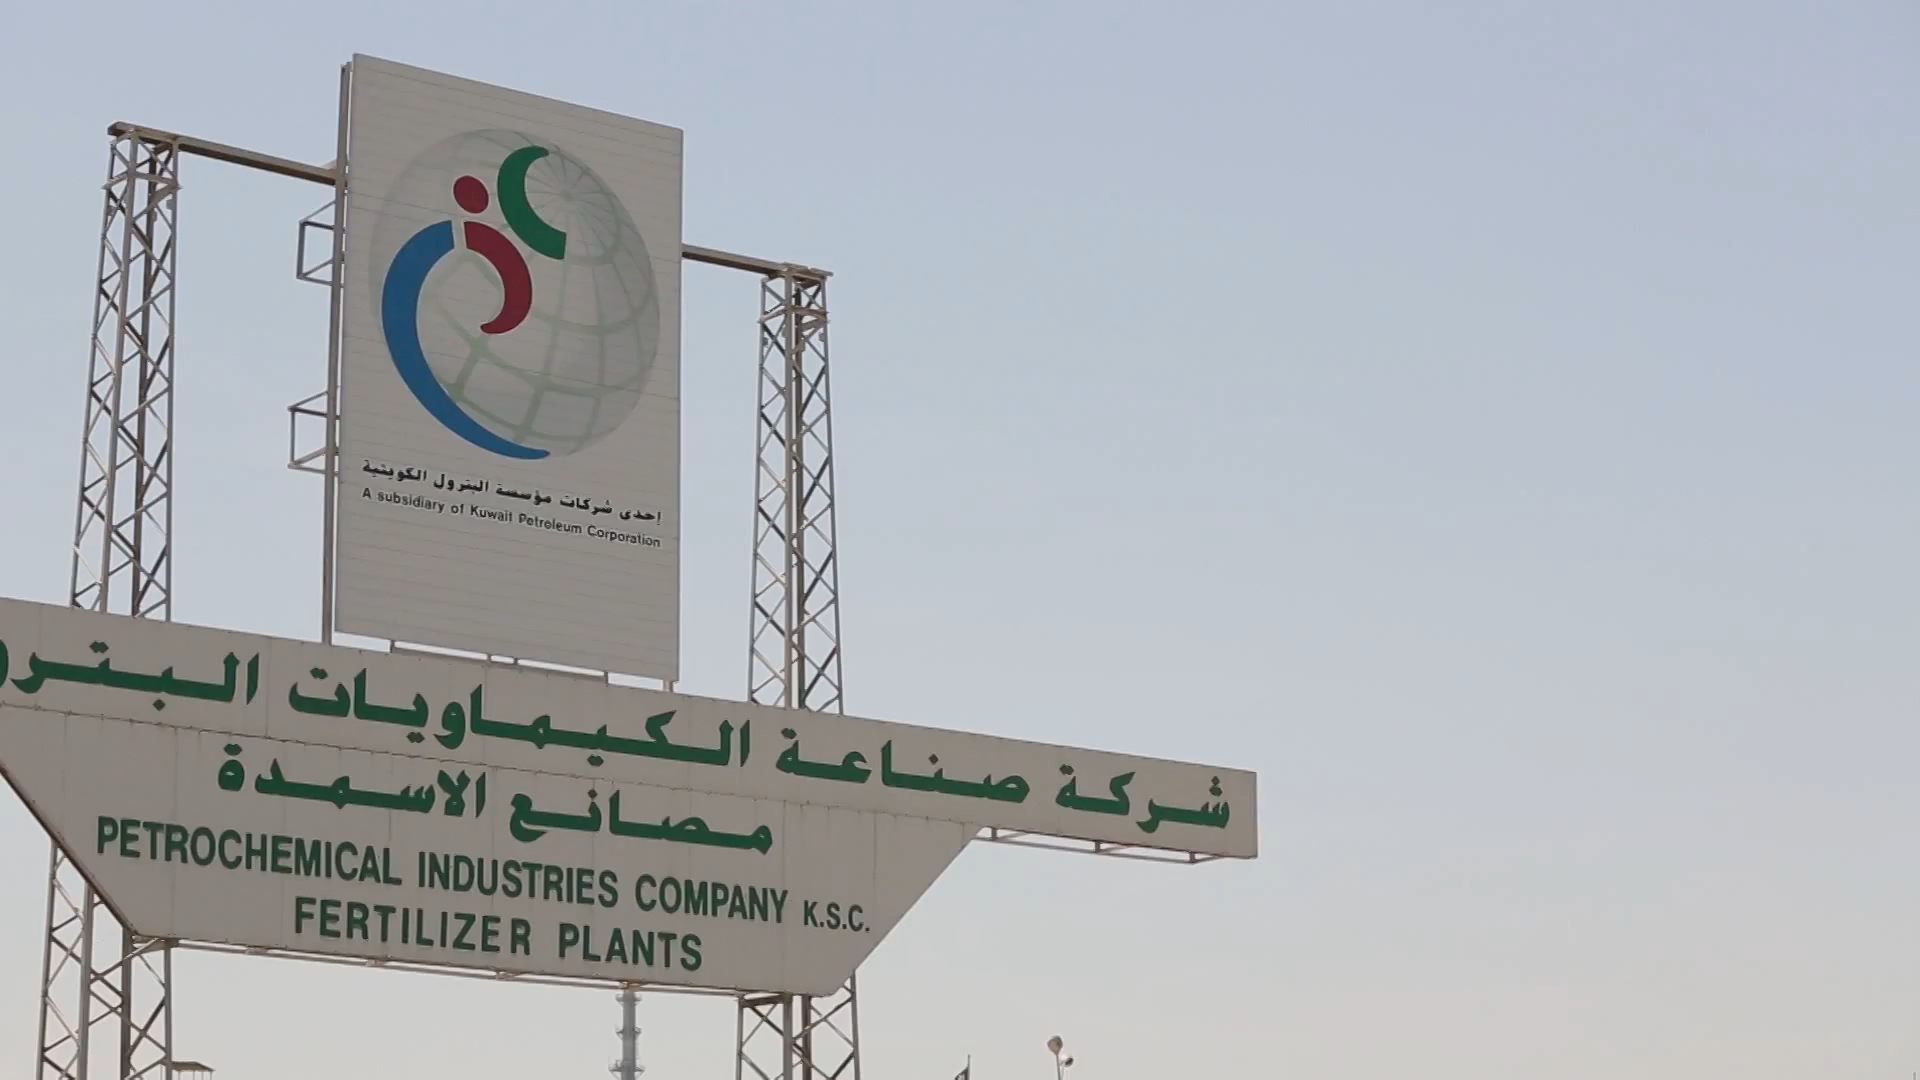 إحدى شركات مؤسسة البترول الكويتية
A subsidiary of Kuwait Petroleum Corporation
شركة صناعة الكيماويات البترو
مصانع الاسمدة
PETROCHEMICAL INDUSTRIES COMPANY K.S.C.
FERTILIZER PLANTS